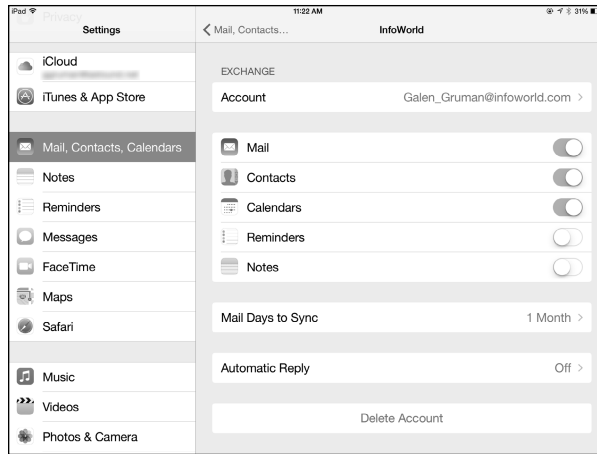 iPad 11:22 AM 31%
Privacy
Settings
iCloud
iTunes & App Store
Mail, Contacts, Calendars
Notes
Reminders
Messages
FaceTime
Maps
Safari
Music
Videos
Photos & Camera
Mail, Contacts... InfoWorld
EXCHANGE
Account Galen_Gruman@infoworld.com
Mail
Contacts
Calendars
Reminders
Notes
Mail Days to Sync 1 Month
Automatic Reply Off
Delete Account